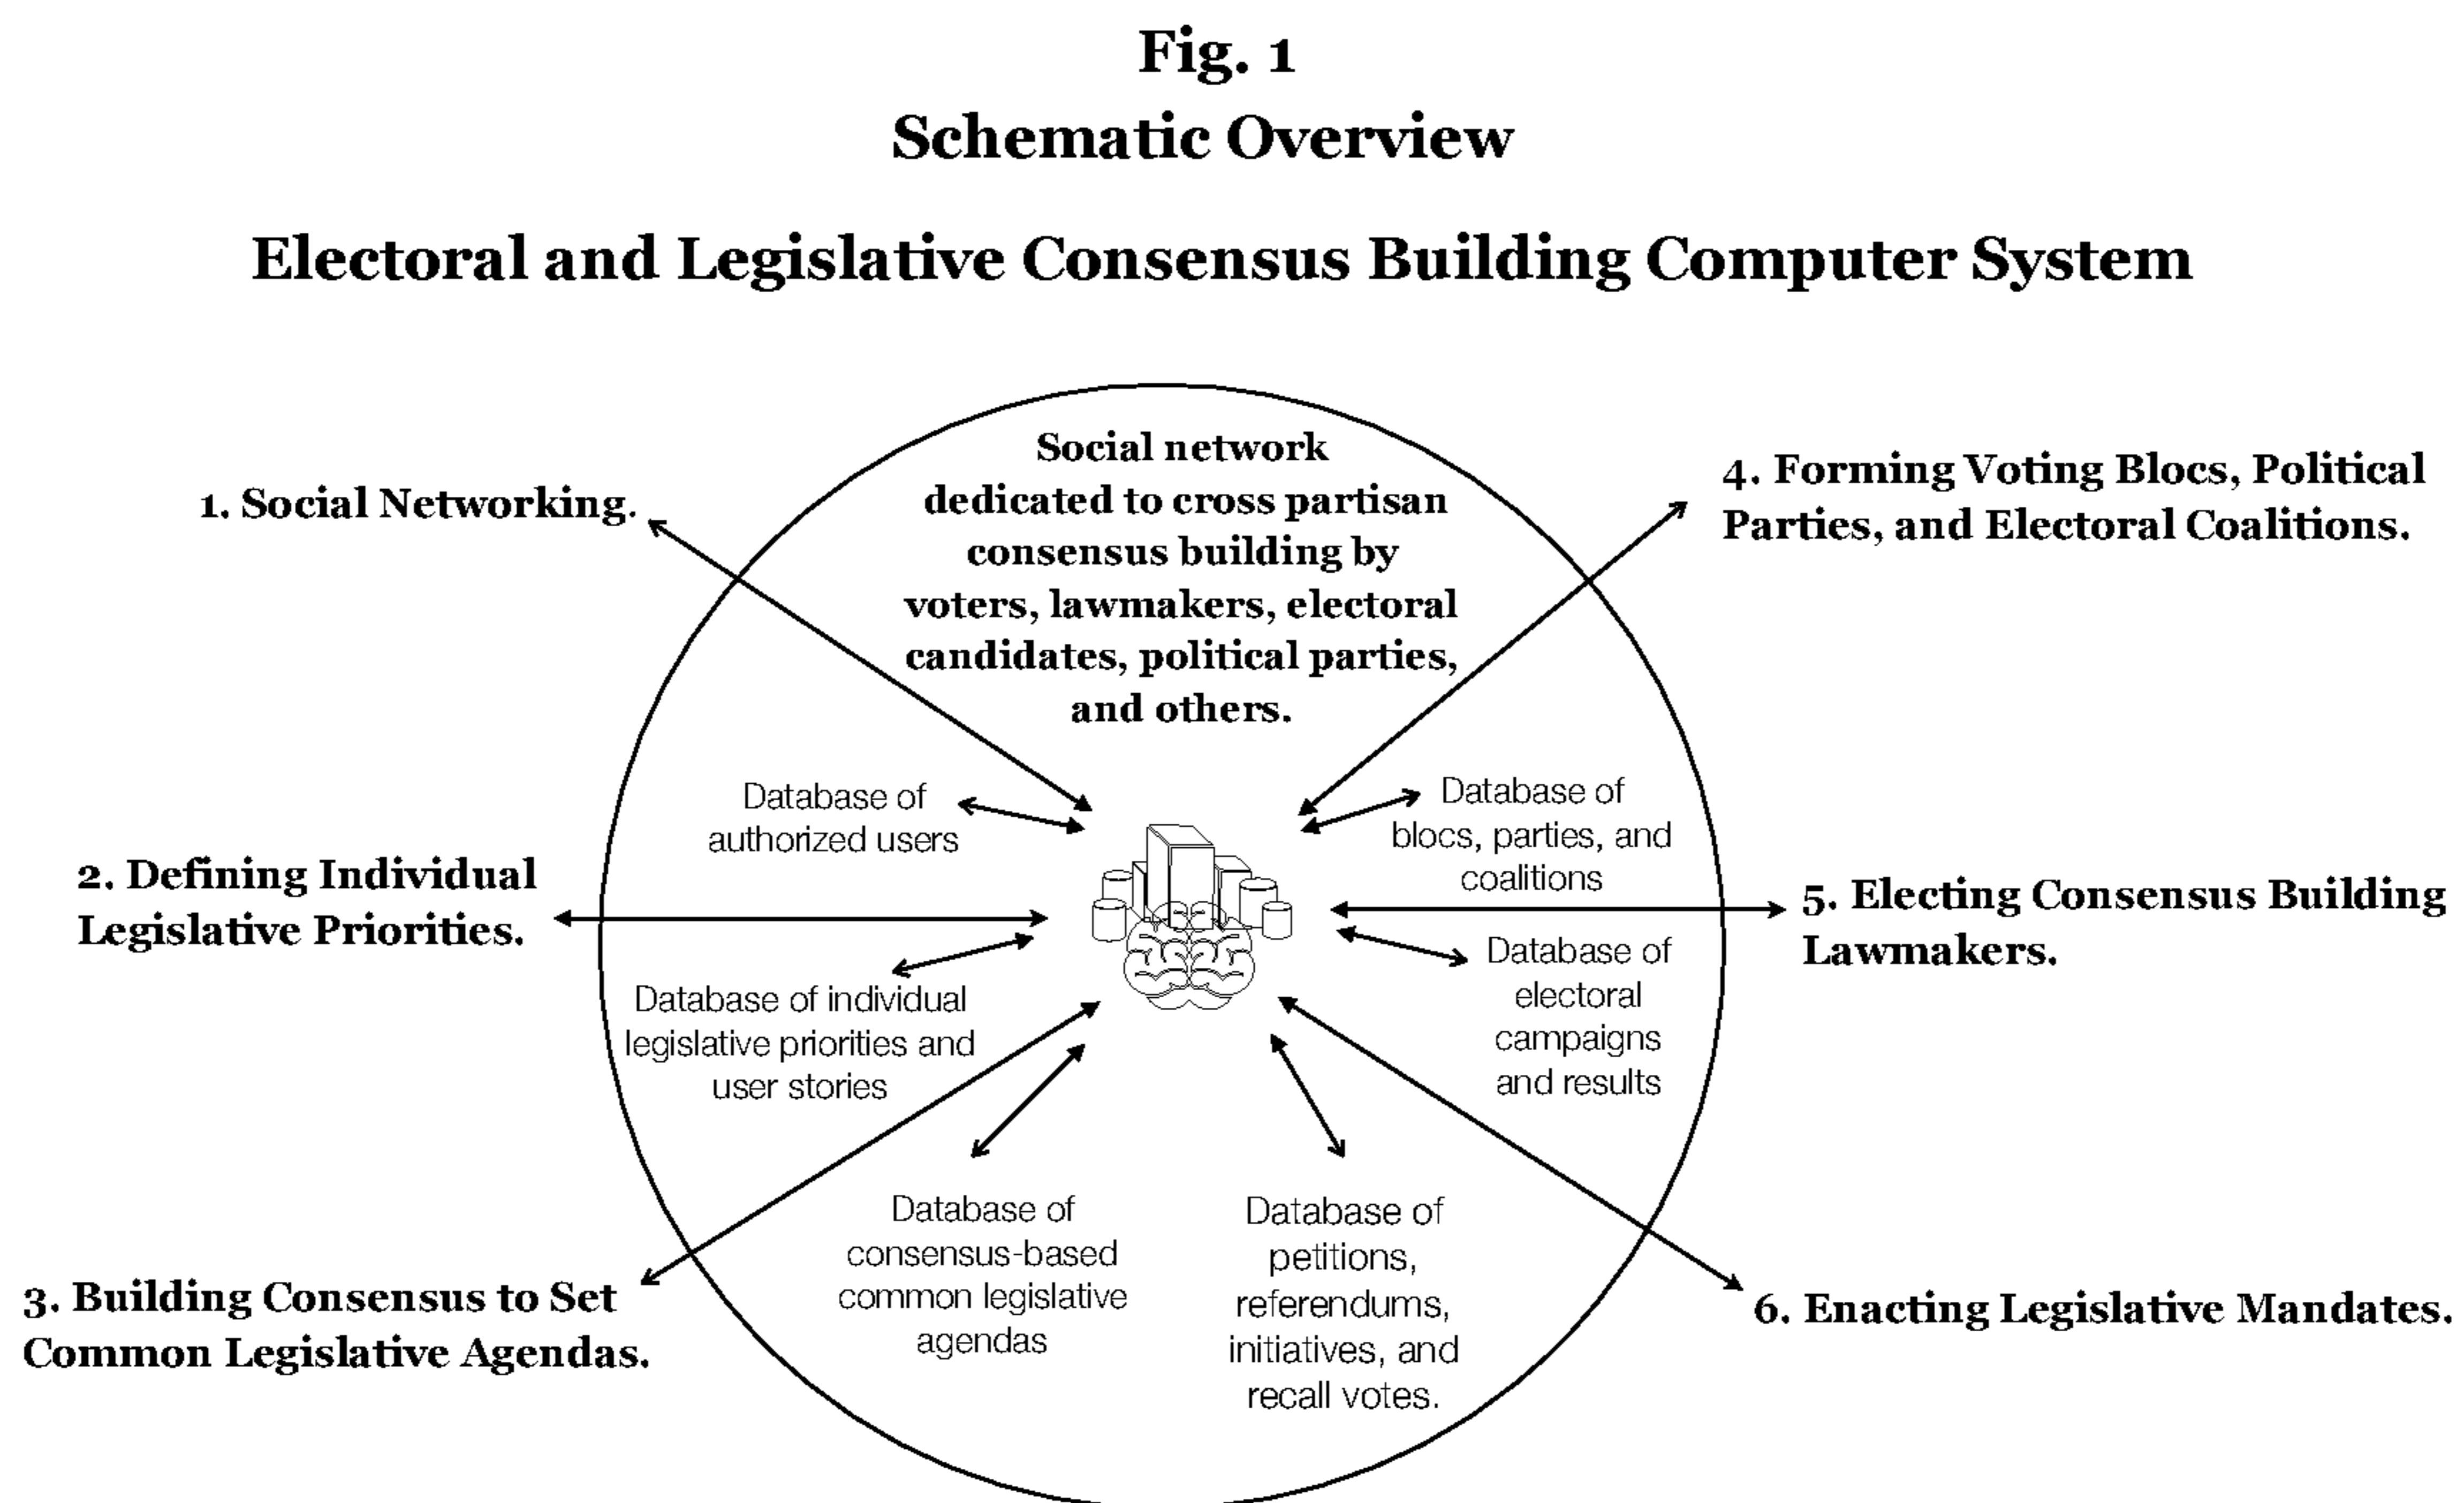 Fig. 1
Schematic Overview
Electoral and Legislative Consensus Building Computer System
Social network
dedicated to cross partisan
consensus building by
voters, lawmakers, electoral
candidates, political parties,
and others.
1. Social Networking.
2. Defining Individual
Legislative Priorities.
3. Building Consensus to Set
Common Legislative Agendas.
4. Forming Voting Blocs, Political
Parties, and Electoral Coalitions.
5. Electing Consensus Building
Lawmakers.
6. Enacting Legislative Mandates.
Database of
authorized users
Database of individual
legislative priorities and
user stories
Database of
consensus-based
common legislative
agendas
Database of
blocs, parties, and
coalitions
Database of
electoral
campaigns
and results
Database of
petitions,
referendums,
initiatives, and
recall votes.